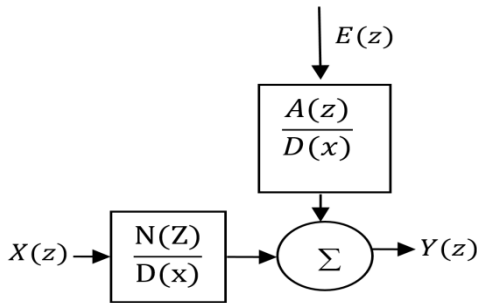 E(z)
A(z)
D(x)
X(z)
N(Z)
D(x)
Σ
Y(z)